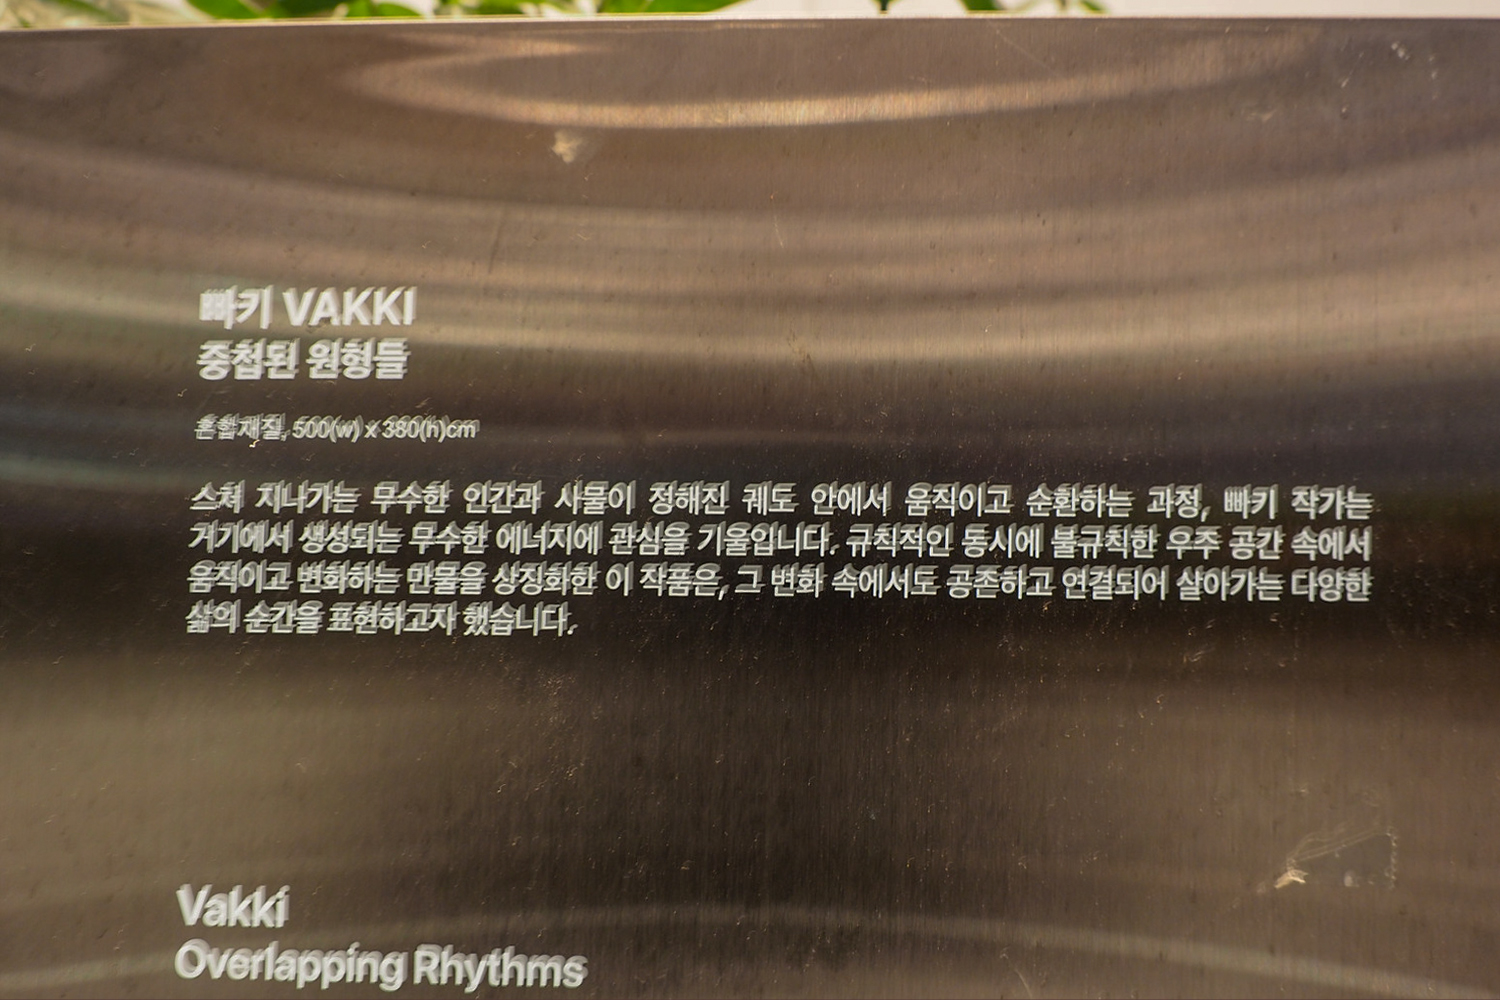 빠키 VAKKI
중첩된 원형들
혼합재질, 500(w) x 380(h)cm
스쳐 지나가는 무수한 인간과 사물이 정해진 궤도 안에서 움직이고 순환하는 과정, 빠키 작가는
거기에서 생성되는 무수한 에너지에 관심을 기울입니다. 규칙적인 동시에 불규칙한 우주 공간 속에서
움직이고 변화하는 만물을 상징화한 이 작품은, 그 변화 속에서도 공존하고 연결되어 살아가는 다양한
삶의 순간을 표현하고자 했습니다.
Vakki
Overlapping Rhythms